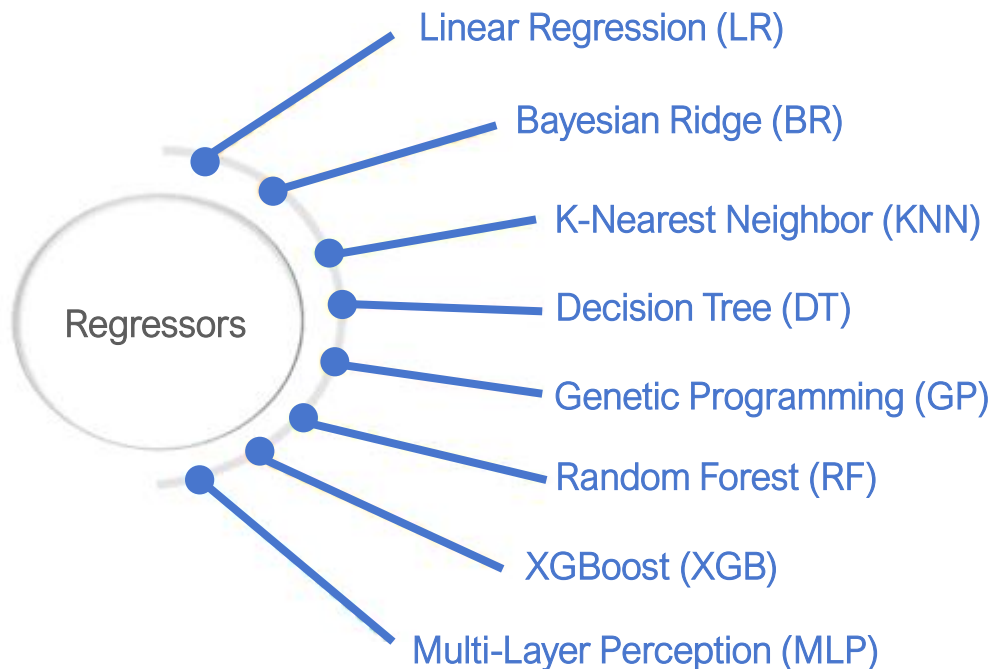 Linear Regression (LR)
Bayesian Ridge (BR)
K-Nearest Neighbor (KNN)
Decision Tree (DT)
Regressors
Genetic Programming (GP)
Random Forest (RF)
XGBoost (XGB)
Multi-Layer Perception (MLP)